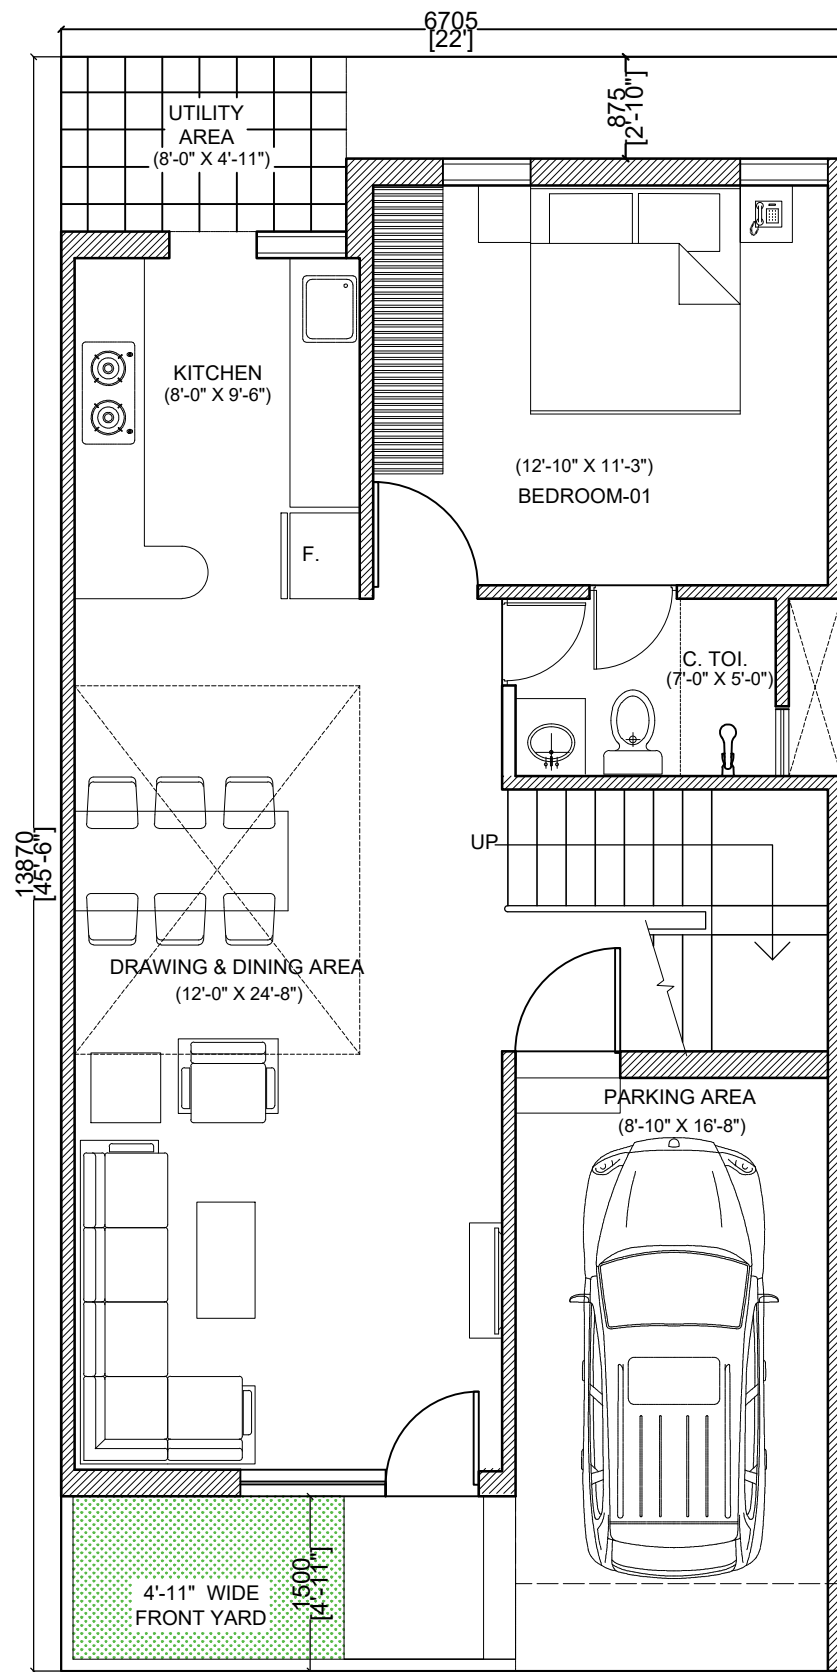 6705
[22']
875
[2'-10"]
UTILITY
AREA
(8'-0" X 4'-11")
KITCHEN
(8'-0" X 9'-6")
(12'-10" X 11'-3")
BEDROOM-01
F.
C. TOI.
(7'-0" X 5'-0")
UP
13870
[45'-6"]
DRAWING & DINING AREA
(12'-0" X 24'-8")
PARKING AREA
(8'-10" X 16'-8")
1500
[4'-11"]
4'-11" WIDE
FRONT YARD